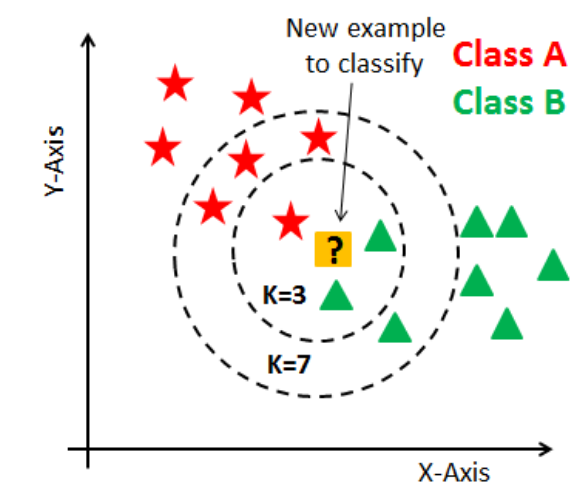 New example
to classify
Class A
Class B
Y-Axis
?
K=3
K=7
X-Axis